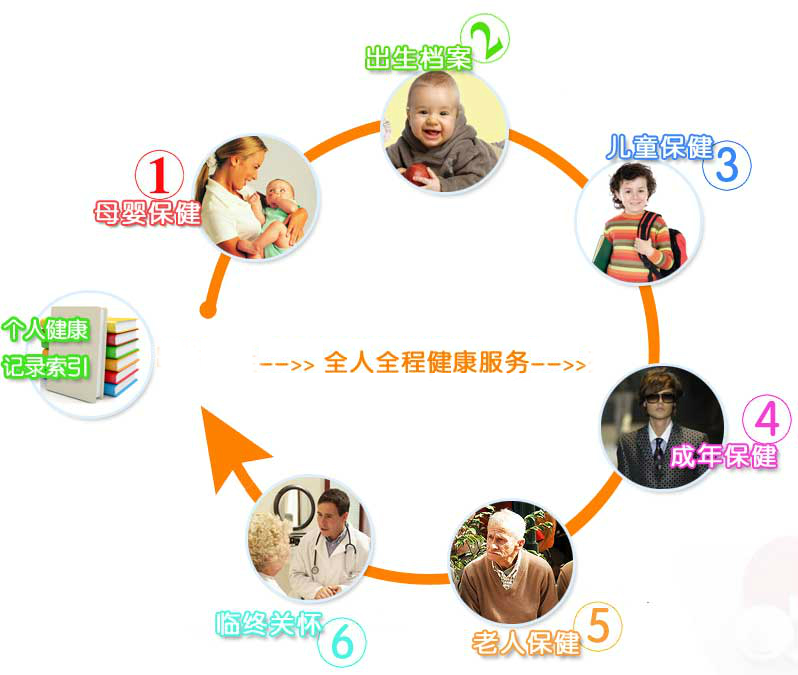 2
出生档案
儿童保健
3
1
母婴保健
个人健康
记录索引
-->> 全人全程健康服务-->>
4
成年保健
临终关怀
6
老人保健
5